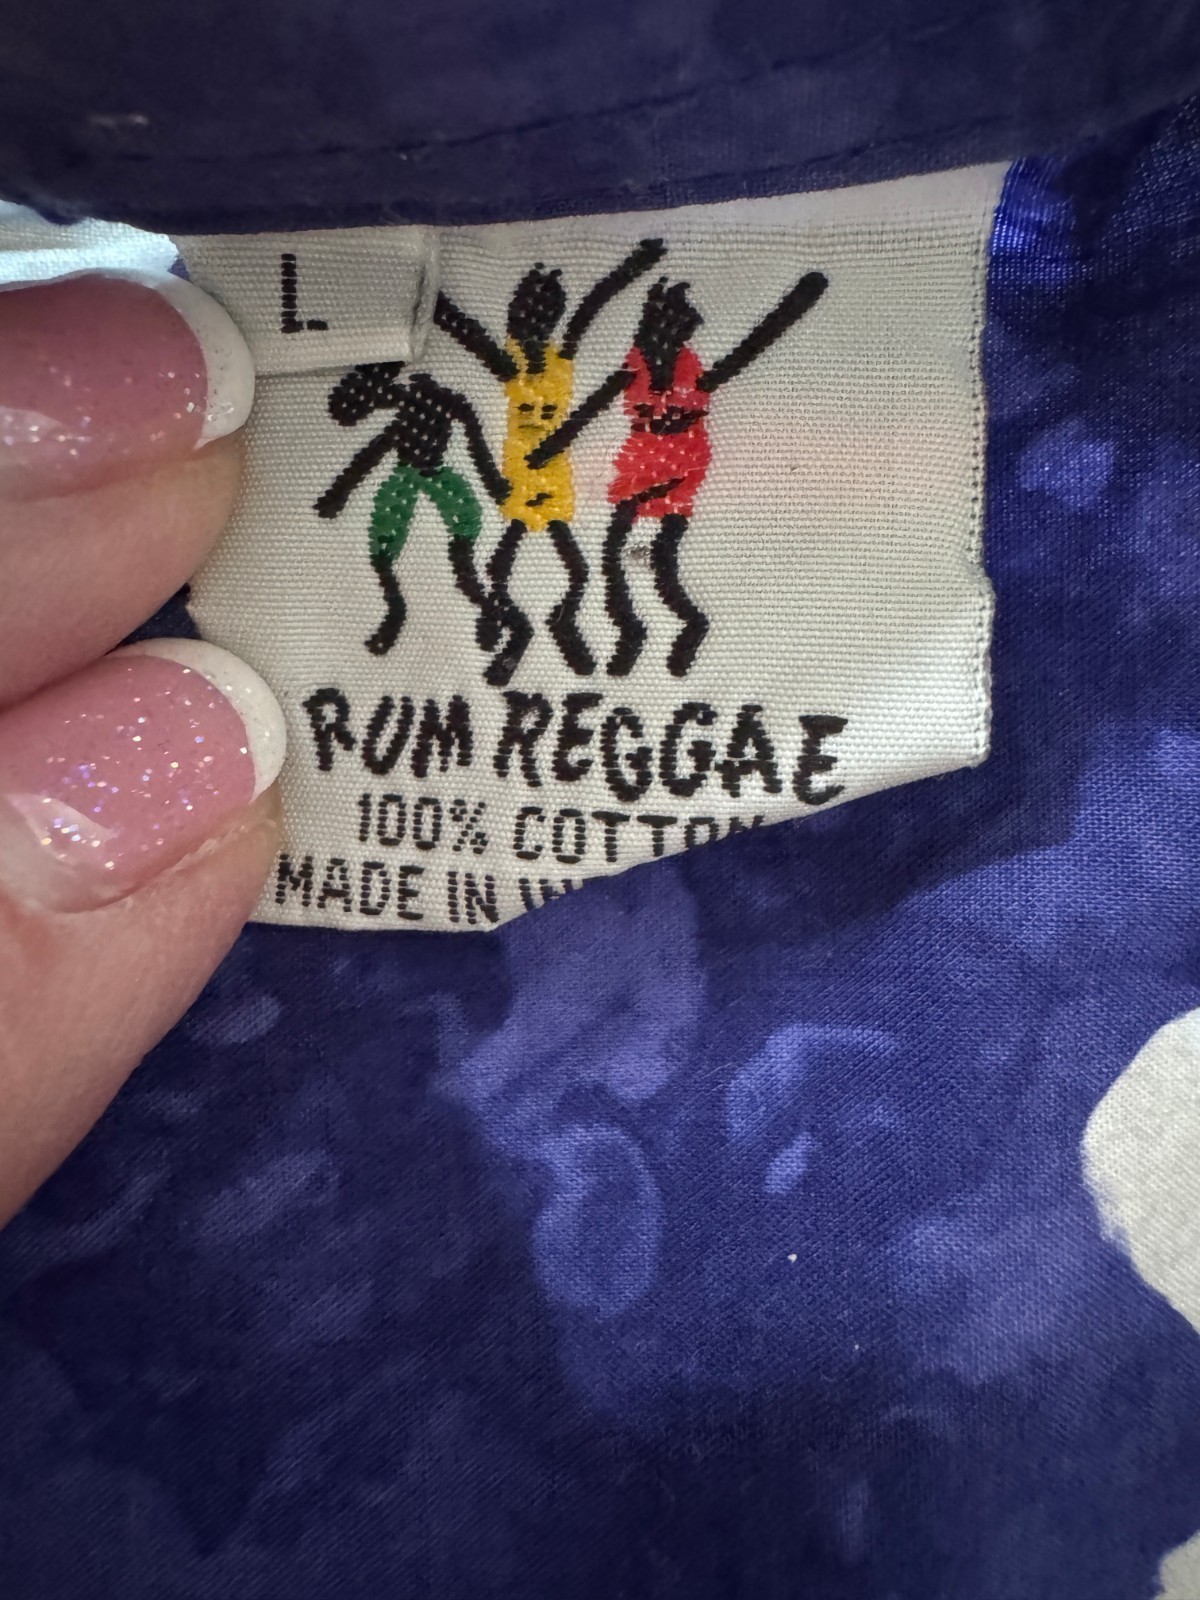 L
RUM REGGAE
100% COTTON
MADE IN